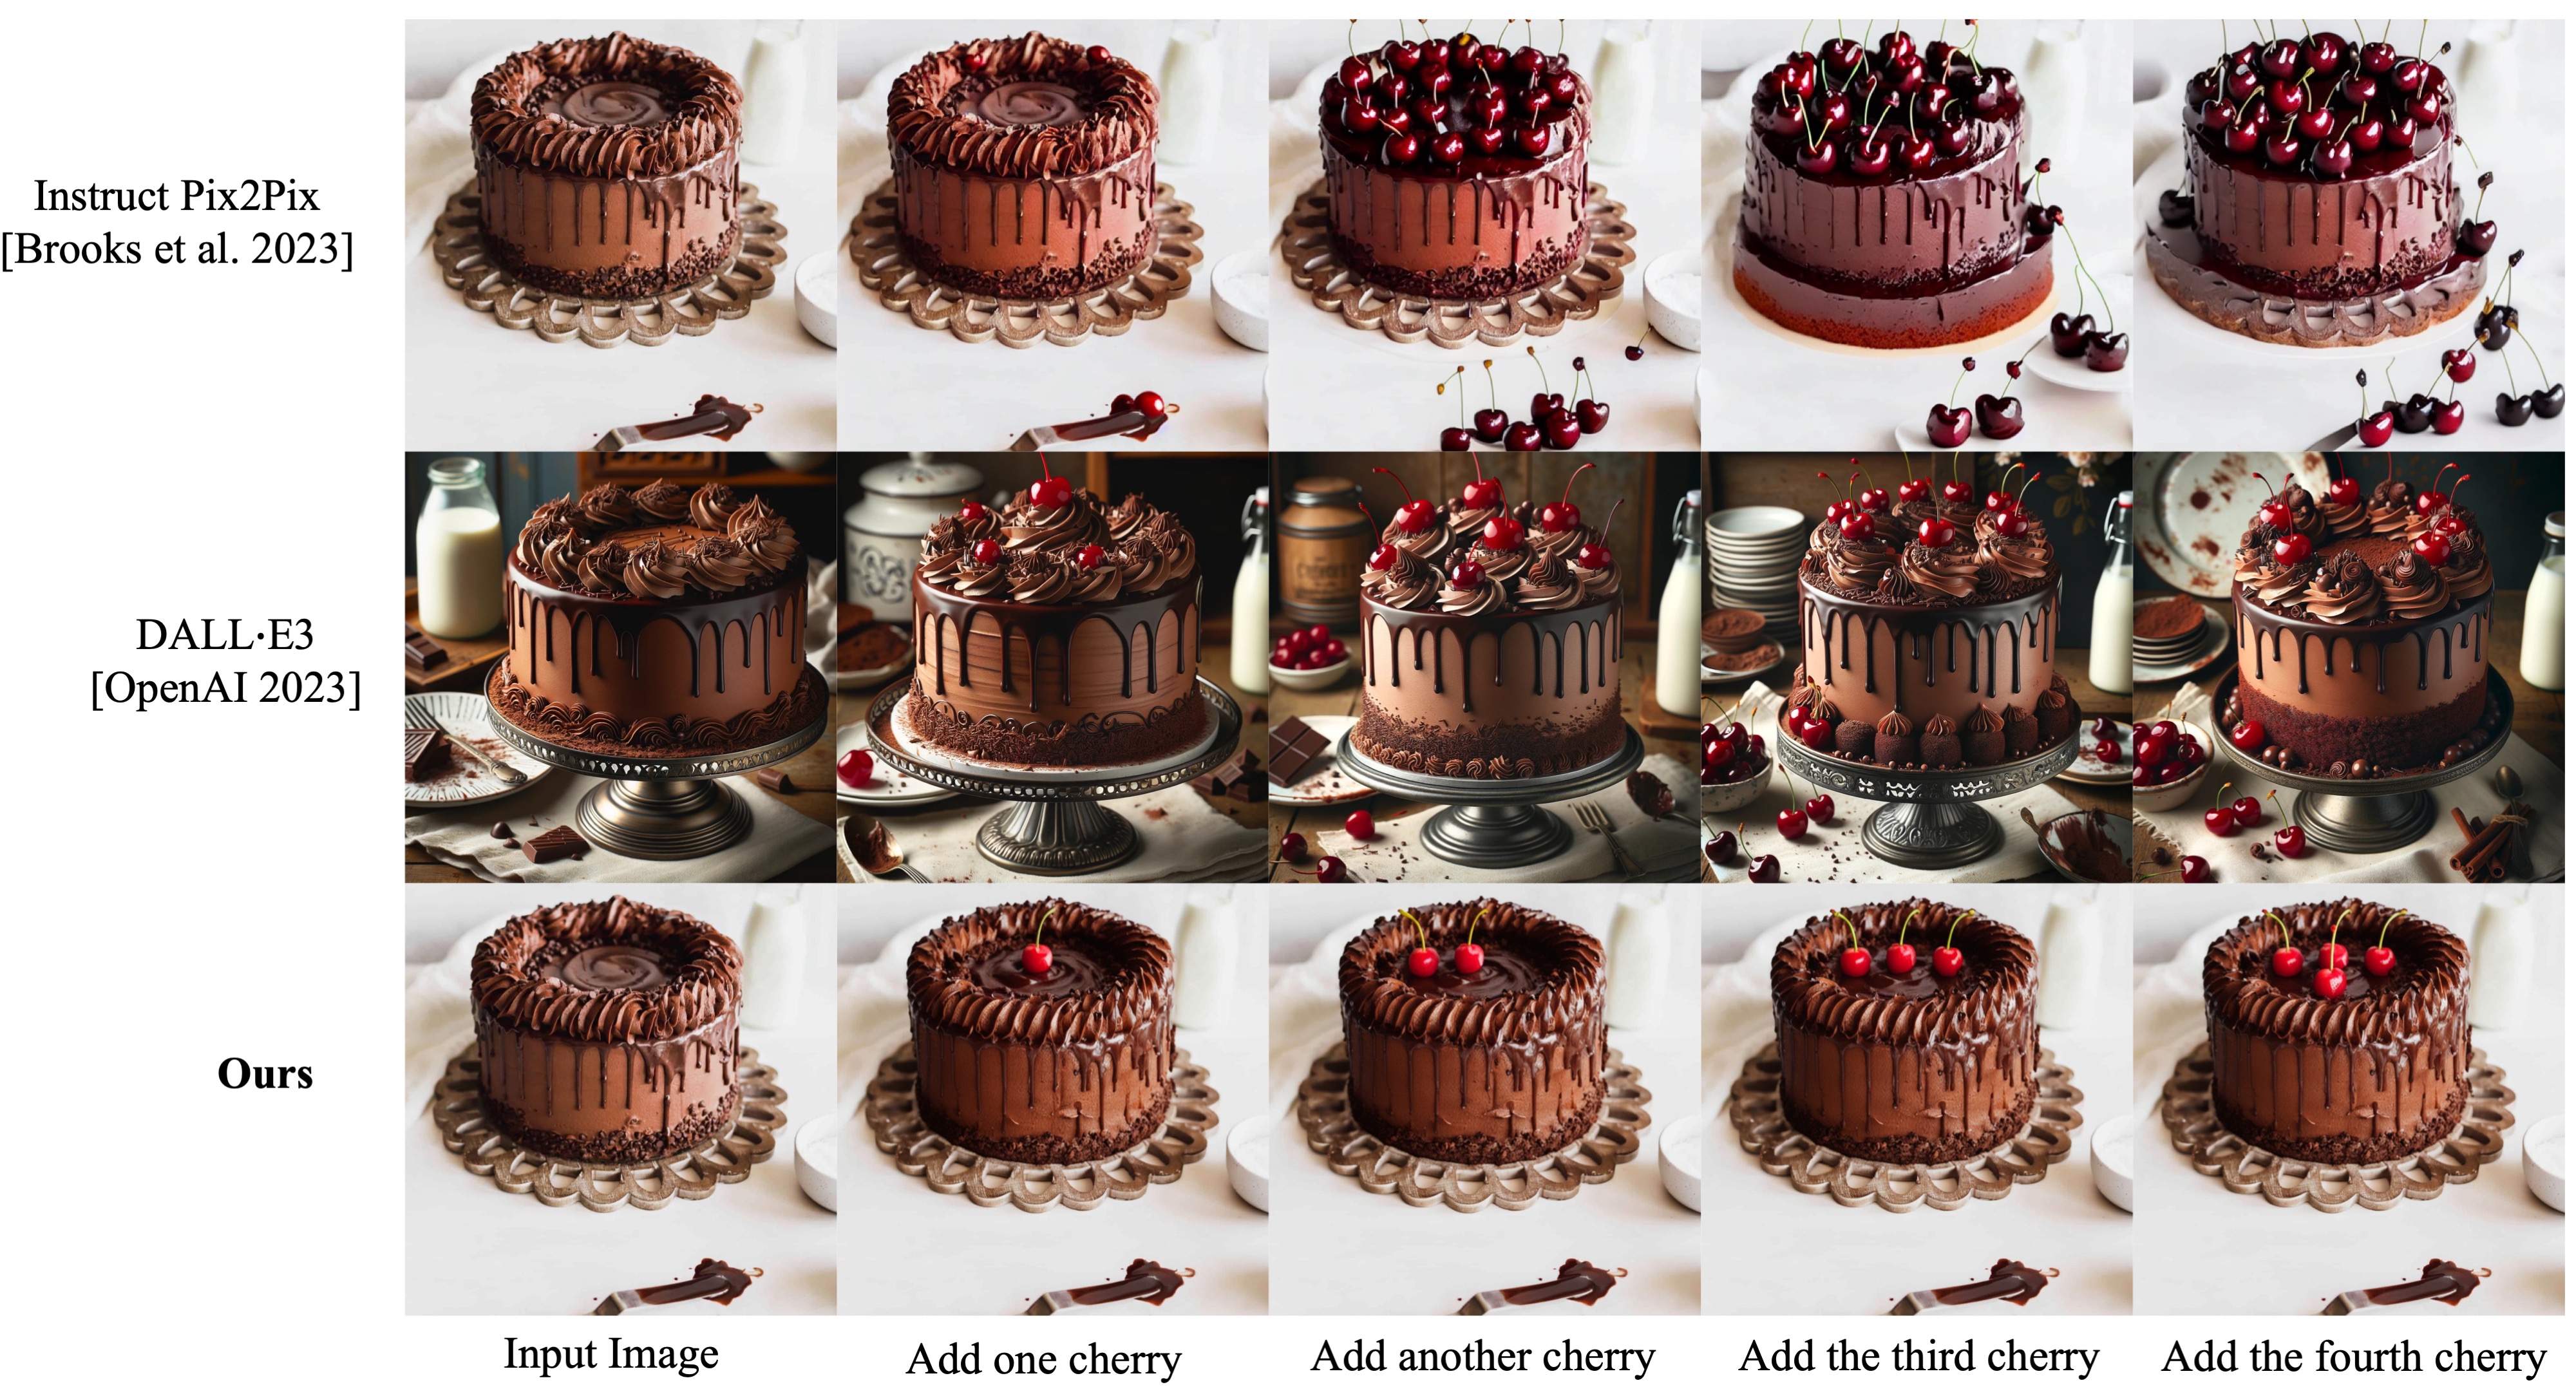 Instruct Pix2Pix
[Brooks et al. 2023]
DALL·E3
[OpenAI 2023]
Ours
Input Image
Add one cherry
Add another cherry
Add the third cherry
Add the fourth cherry